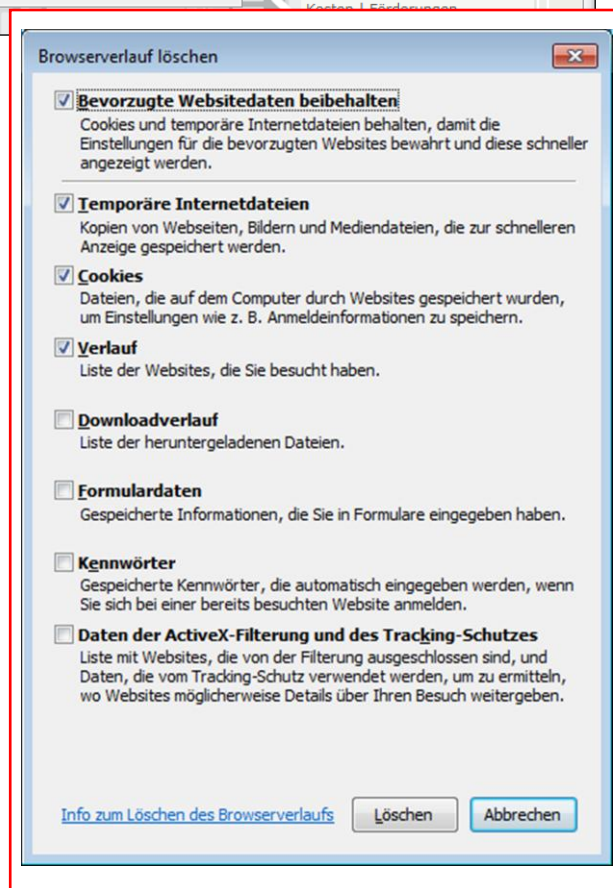 Kosten | Förderungen
Browserverlauf löschen
Bevorzugte Websitedaten beibehalten
Cookies und temporäre Internetdateien behalten, damit die
Einstellungen für die bevorzugten Websites bewahrt und diese schneller
angezeigt werden.
Temporäre Internetdateien
Kopien von Webseiten, Bildern und Mediendateien, die zur schnelleren
Anzeige gespeichert werden.
Cookies
Dateien, die auf dem Computer durch Websites gespeichert wurden,
um Einstellungen wie z. B. Anmeldeinformationen zu speichern.
Verlauf
Liste der Websites, die Sie besucht haben.
Downloadverlauf
Liste der heruntergeladenen Dateien.
Formulardaten
Gespeicherte Informationen, die Sie in Formulare eingegeben haben.
Kennwörter
Gespeicherte Kennwörter, die automatisch eingegeben werden, wenn
Sie sich bei einer bereits besuchten Website anmelden.
Daten der ActiveX-Filterung und des Tracking-Schutzes
Liste mit Websites, die von der Filterung ausgeschlossen sind, und
Daten, die vom Tracking-Schutz verwendet werden, um zu ermitteln,
wo Websites möglicherweise Details über Ihren Besuch weitergeben.
Info zum Löschen des Browserverlaufs Löschen Abbrechen